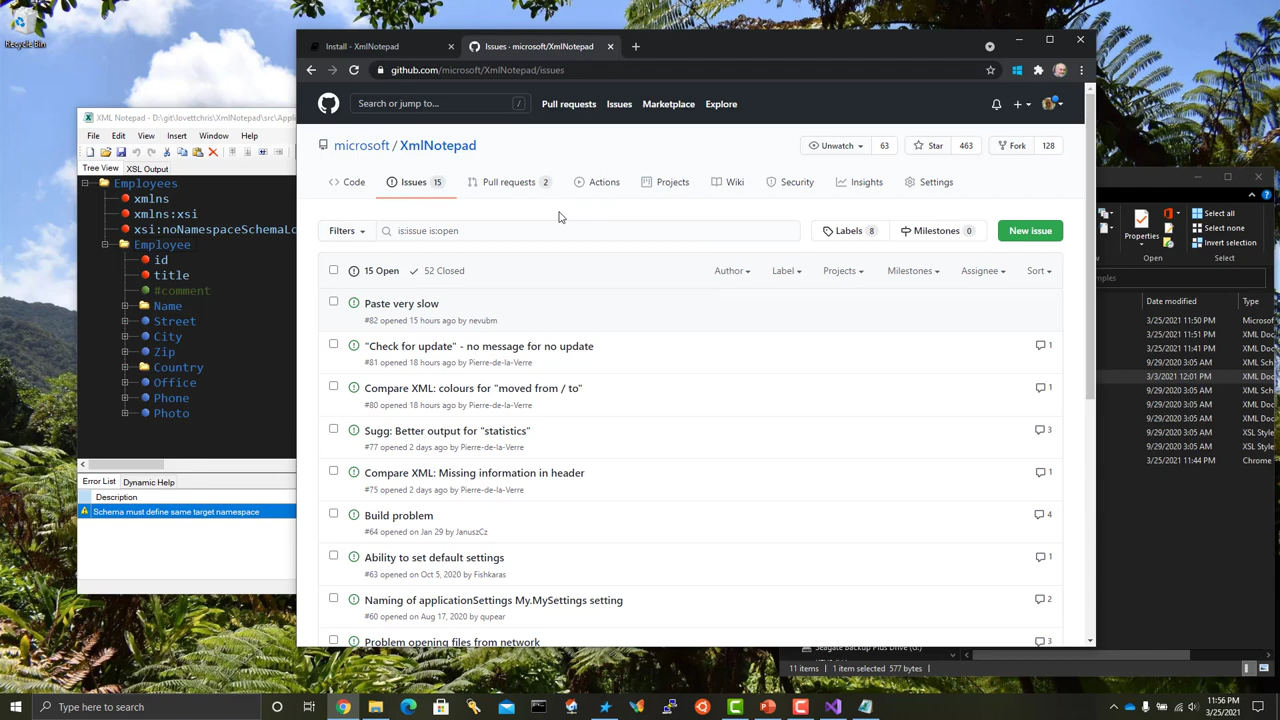 Recycle Bin
XML Notepad - D:\git\lovettchris\XmlNotepad\src\Appli
File Edit View Insert Window Help
Tree View XSL Output
Employees
xmlns
xmlns:xsi
xsi:noNamespaceSchemaLo
Employee
id
title
#comment
Name
Street
City
Zip
Country
Office
Phone
Photo
Error List Dynamic Help
Description
Schema must define same target namespace
Install - XmlNotepad
Issues · microsoft/XmlNotepad
github.com/microsoft/XmlNotepad/issues
Search or jump to... /
Pull requests Issues Marketplace Explore
microsoft / XmlNotepad
Unwatch 63 Star 463 Fork 128
Code Issues 15 Pull requests 2 Actions Projects Wiki Security Insights Settings
Filters is:issue is:open Labels 8 Milestones 0 New issue
15 Open 52 Closed Author Label Projects Milestones Assignee Sort
Paste very slow
#82 opened 15 hours ago by nevubm
"Check for update" - no message for no update 1
#81 opened 18 hours ago by Pierre-de-la-Verre
Compare XML: colours for "moved from / to" 1
#80 opened 18 hours ago by Pierre-de-la-Verre
Sugg: Better output for "statistics" 3
#77 opened 2 days ago by Pierre-de-la-Verre
Compare XML: Missing information in header 1
#75 opened 2 days ago by Pierre-de-la-Verre
Build problem 4
#64 opened on Jan 29 by JanuszCz
Ability to set default settings 1
#63 opened on Oct 5, 2020 by Fishkaras
Naming of applicationSettings My.MySettings setting 2
#60 opened on Aug 17, 2020 by qupear
Problem opening files from network 3
Properties
Open
Select all
Select none
Invert selection
Select
mples
Date modified Type
3/25/2021 11:50 PM Microsof
3/25/2021 11:51 PM XML Doc
3/25/2021 11:41 PM XML Doc
9/29/2020 3:05 AM XML Sch
3/3/2021 12:01 PM XML Doc
9/29/2020 3:05 AM XML Sch
9/29/2020 3:05 AM XML Doc
9/29/2020 3:05 AM XML Doc
9/29/2020 3:05 AM XSL Style
9/29/2020 3:05 AM XSL Style
3/25/2021 11:44 PM Chrome
Seagate Backup Plus Drive (G:)
11 items 1 item selected 577 bytes
Type here to search
11:56 PM
3/25/2021